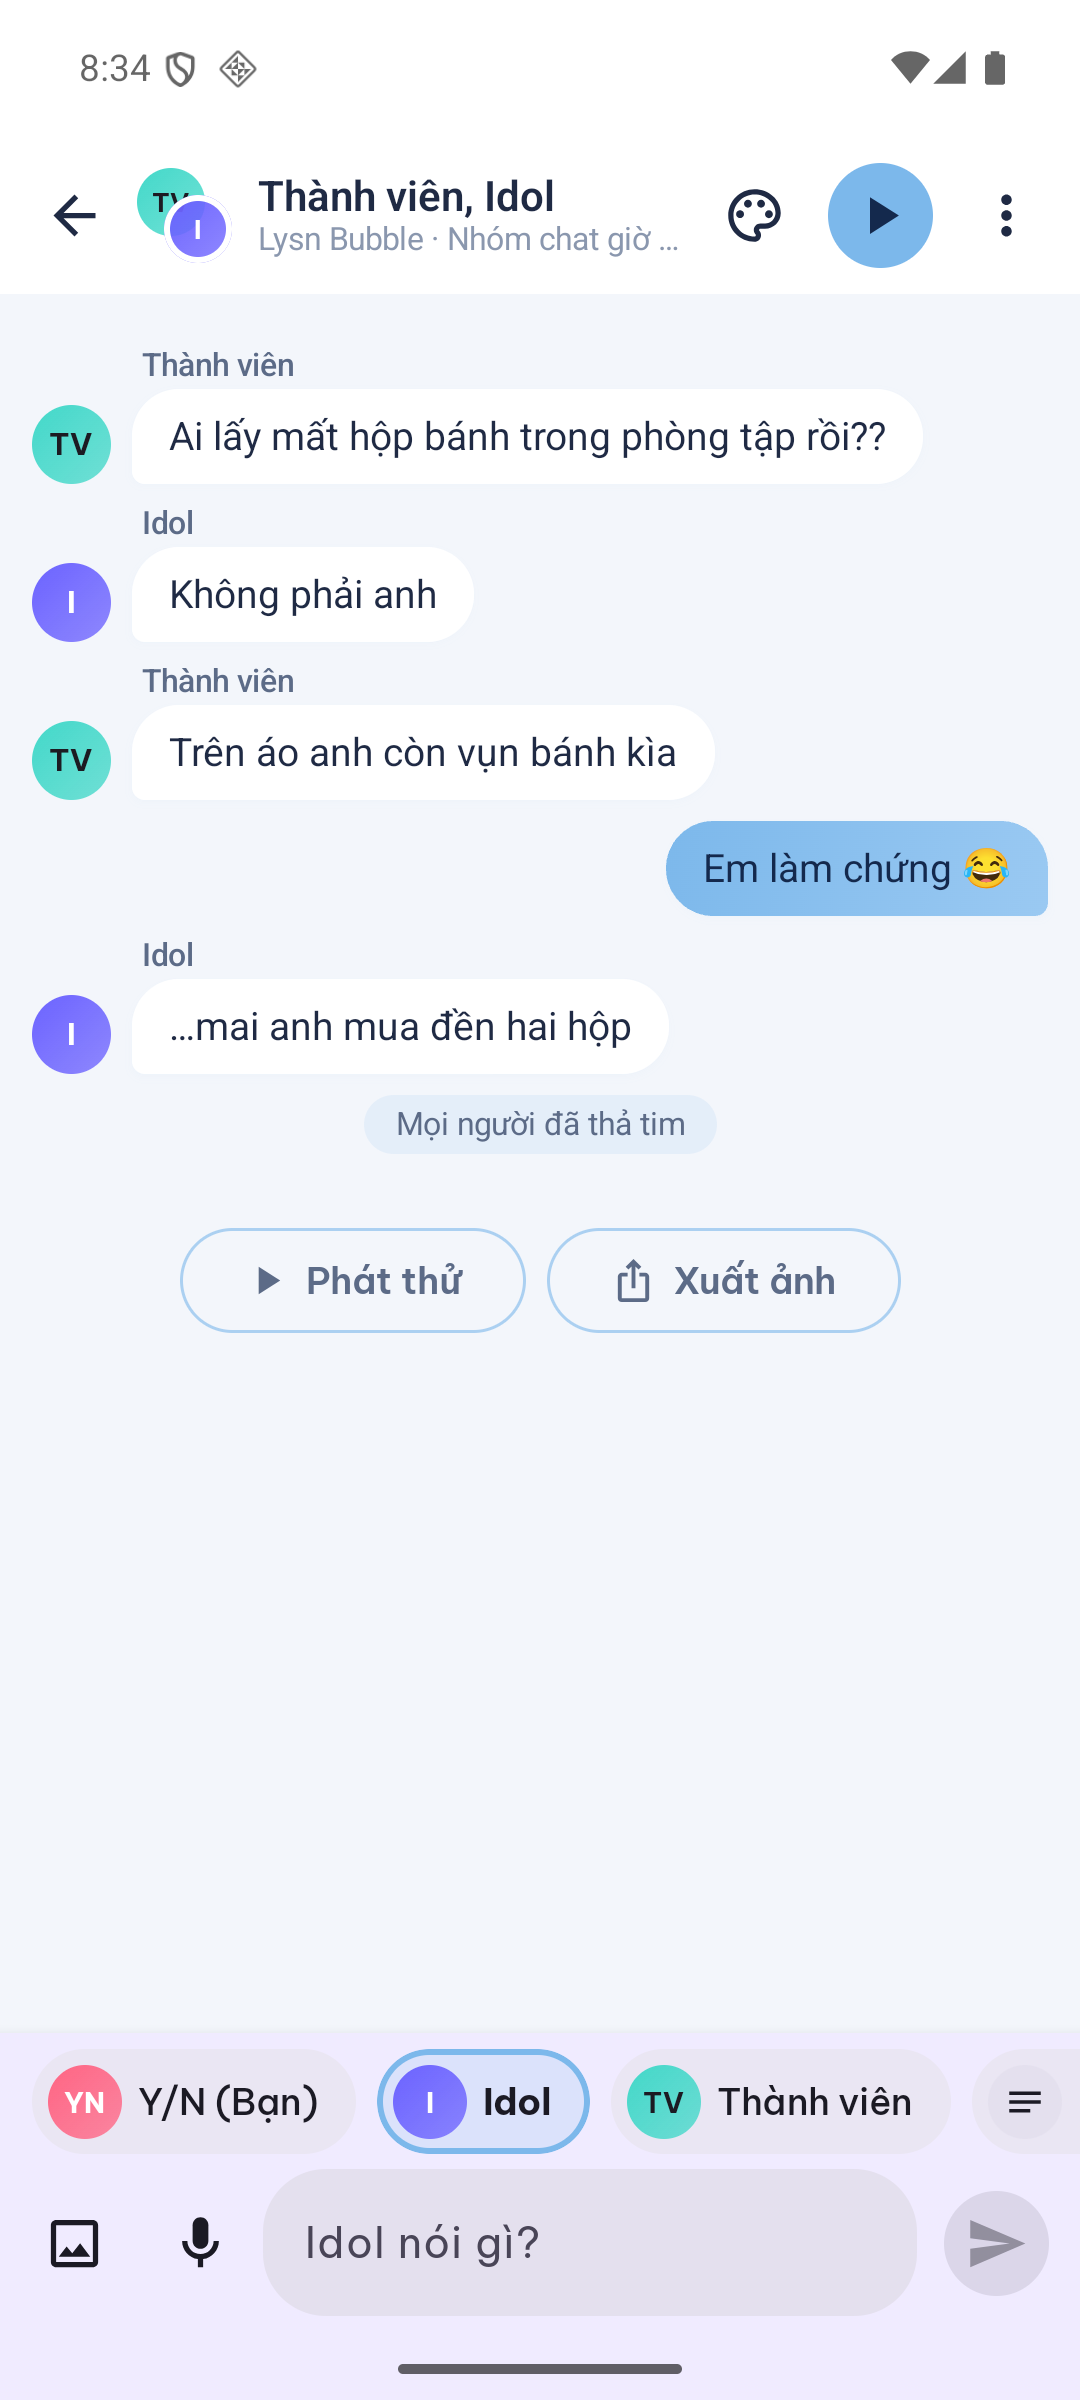 8:34
TV
I
Thành viên, Idol
Lysn Bubble · Nhóm chat giờ ...
Thành viên
TV
Ai lấy mất hộp bánh trong phòng tập rồi??
Idol
I
Không phải anh
Thành viên
TV
Trên áo anh còn vụn bánh kìa
Em làm chứng 😂
Idol
I
...mai anh mua đền hai hộp
Mọi người đã thả tim
Phát thử
Xuất ảnh
YN Y/N (Bạn)
I Idol
TV Thành viên
Idol nói gì?